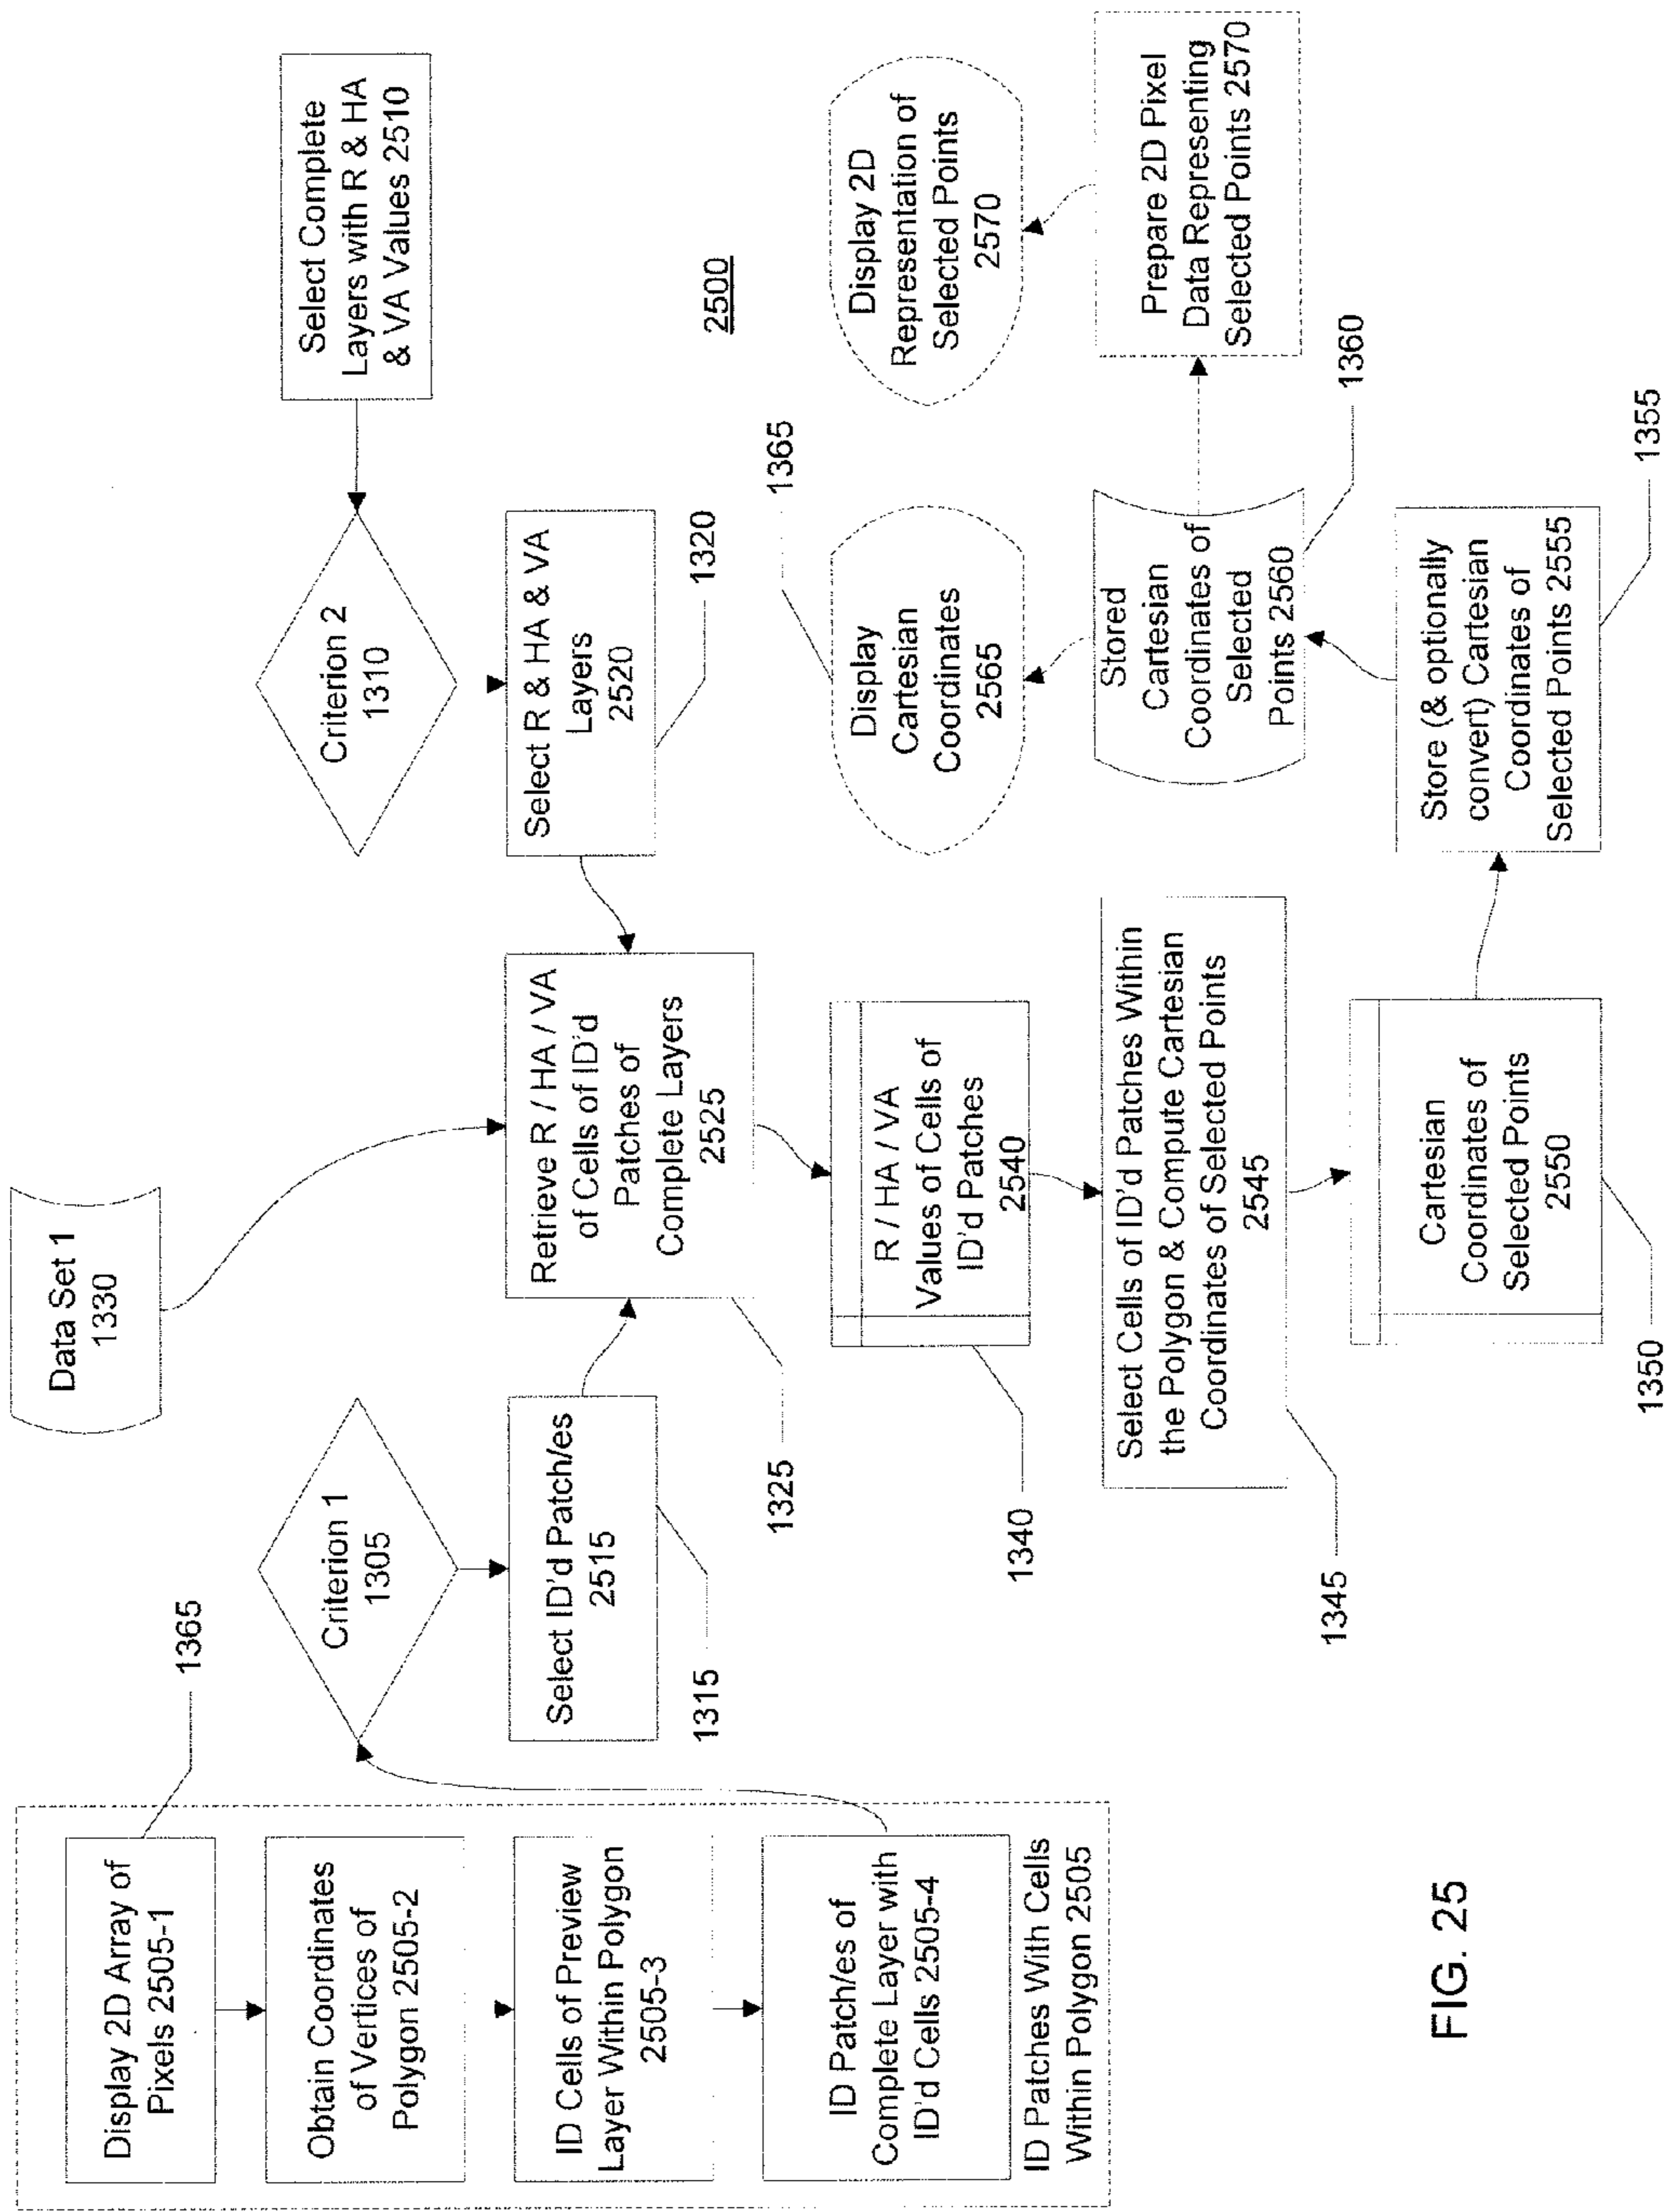 Display 2D Array of
Pixels 2505-1
1365
Obtain Coordinates
of Vertices of
Polygon 2505-2
ID Cells of Preview
Layer Within Polygon
2505-3
ID Patch/es of
Complete Layer with
ID'd Cells 2505-4
ID Patches With Cells
Within Polygon 2505
Criterion 1
1305
Select ID'd Patch/es
2515
1315
Data Set 1
1330
Select Complete
Layers with R & HA
& VA Values 2510
Criterion 2
1310
Select R & HA & VA
Layers
2520
1320
Retrieve R / HA / VA
of Cells of ID'd
Patches of
Complete Layers
2525
1325
R / HA / VA
Values of Cells of
ID'd Patches
2540
1340
Select Cells of ID'd Patches Within
the Polygon & Compute Cartesian
Coordinates of Selected Points
2545
1345
Cartesian
Coordinates of
Selected Points
2550
1350
Store (& optionally
convert) Cartesian
Coordinates of
Selected Points 2555
1355
Stored
Cartesian
Coordinates of
Selected
Points 2560
1360
Display
Cartesian
Coordinates
2565
1365
Prepare 2D Pixel
Data Representing
Selected Points 2570
Display 2D
Representation of
Selected Points
2570
2500
FIG. 25